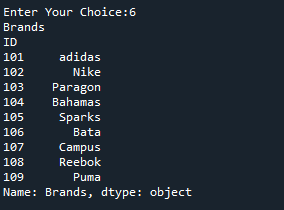 Enter Your Choice:6
Brands
ID
101     adidas
102       Nike
103    Paragon
104    Bahamas
105     Sparks
106       Bata
107     Campus
108     Reebok
109       Puma
Name: Brands, dtype: object